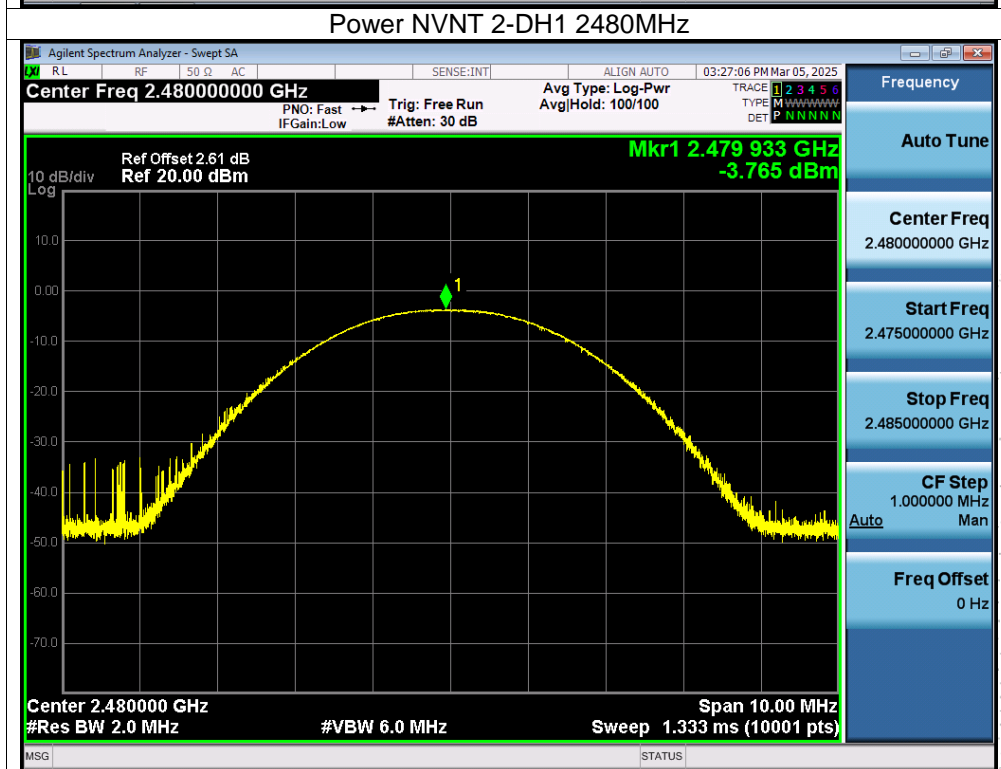 Power NVNT 2-DH1 2480MHz
Agilent Spectrum Analyzer - Swept SA
LXI RL RF 50 Ω AC SENSE:INT ALIGN AUTO 03:27:06 PM Mar 05, 2025
Center Freq 2.480000000 GHz
PNO: Fast
IFGain:Low
Trig: Free Run
#Atten: 30 dB
Avg Type: Log-Pwr
Avg|Hold: 100/100
TRACE 1 2 3 4 5 6
TYPE M WWWWW
DET P N N N N N
Ref Offset 2.61 dB
Ref 20.00 dBm
10 dB/div
Log
Mkr1 2.479 933 GHz
-3.765 dBm
1
10.0
0.00
-10.0
-20.0
-30.0
-40.0
-50.0
-60.0
-70.0
Center 2.480000 GHz
Span 10.00 MHz
#Res BW 2.0 MHz
#VBW 6.0 MHz
Sweep 1.333 ms (10001 pts)
MSG
STATUS
Frequency
Auto Tune
Center Freq
2.480000000 GHz
Start Freq
2.475000000 GHz
Stop Freq
2.485000000 GHz
CF Step
1.000000 MHz
Auto Man
Freq Offset
0 Hz